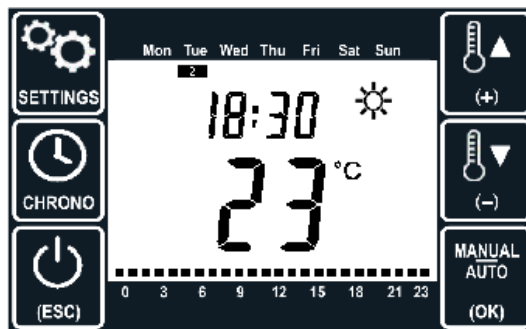 Mon Tue Wed Thu Fri Sat Sun
2
18:30
23 °C
0 3 6 9 12 15 18 21 23
SETTINGS
CHRONO
(ESC)
(+)
(−)
MANUAL
AUTO
(OK)